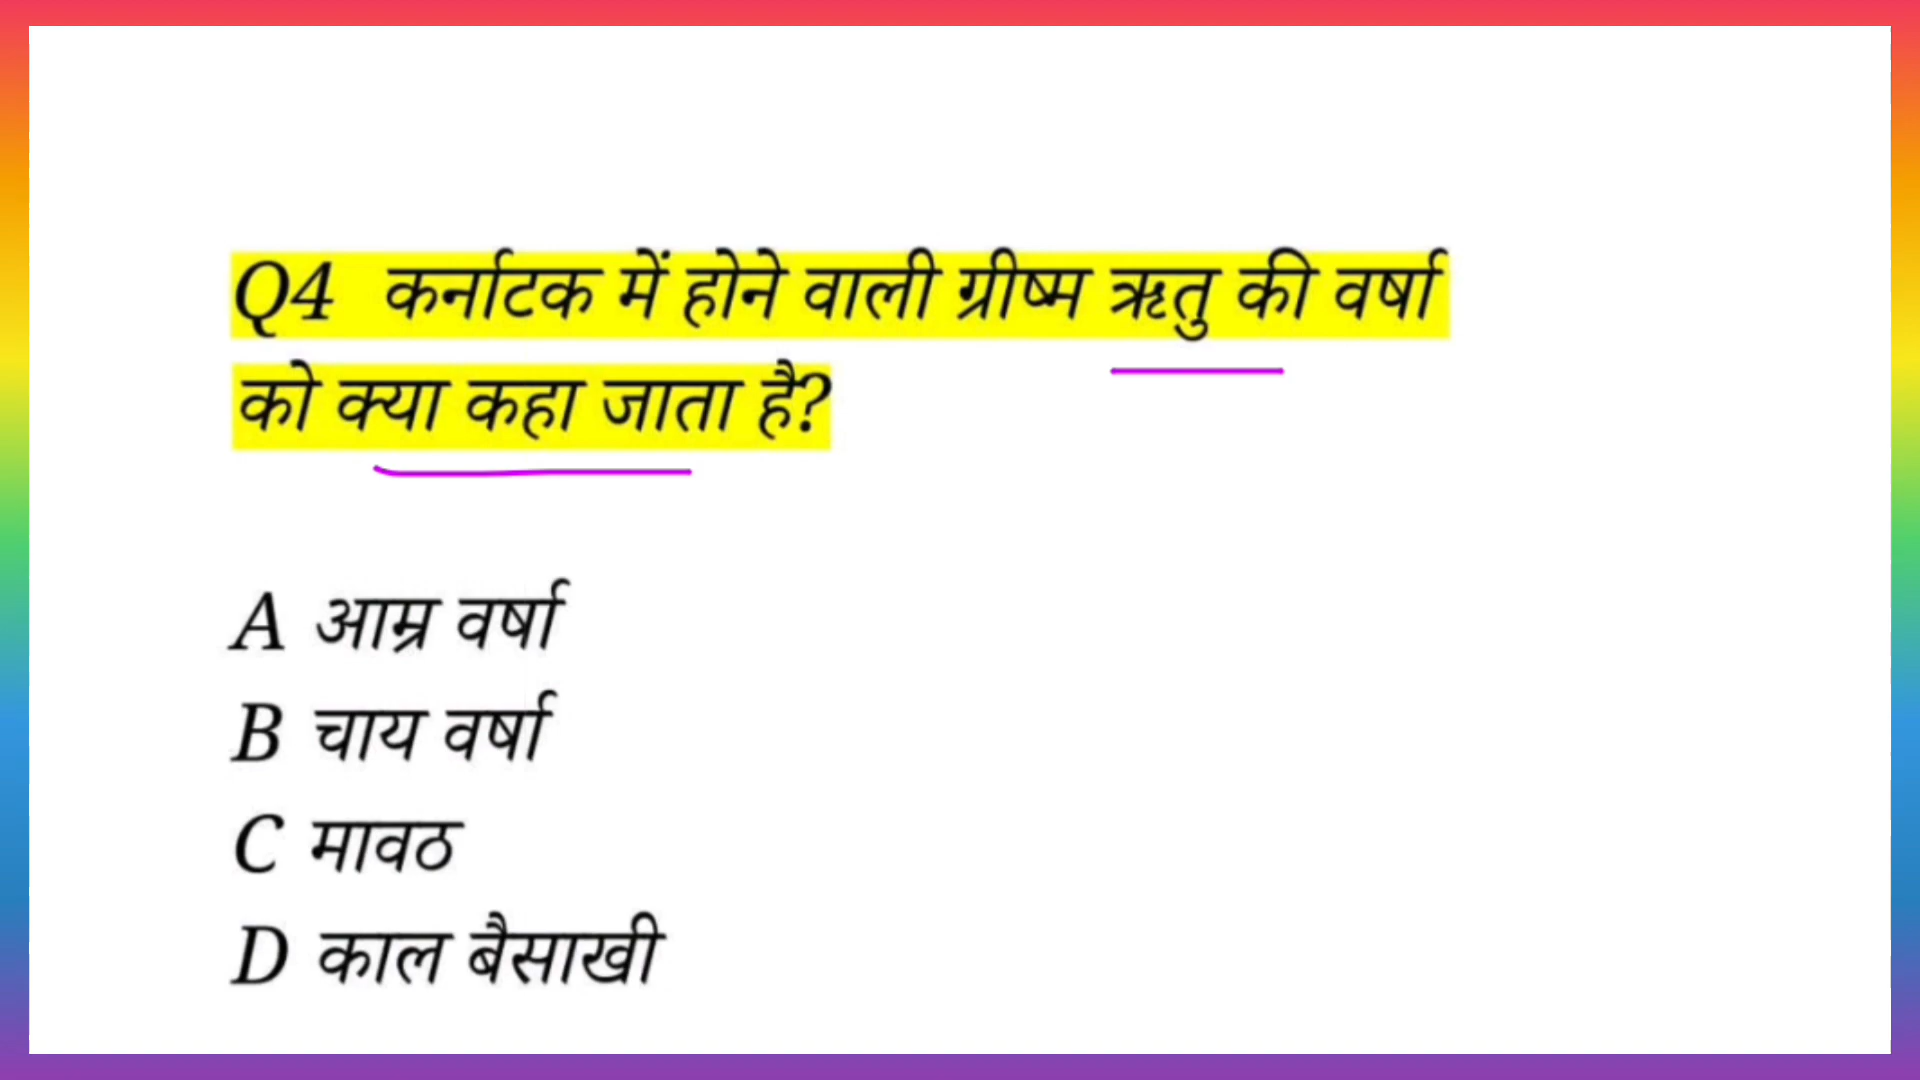 Q4 कर्नाटक में होने वाली ग्रीष्म ऋतु की वर्षा
को क्या कहा जाता है?
A आम्र वर्षा
B चाय वर्षा
C मावठ
D काल बैसाखी